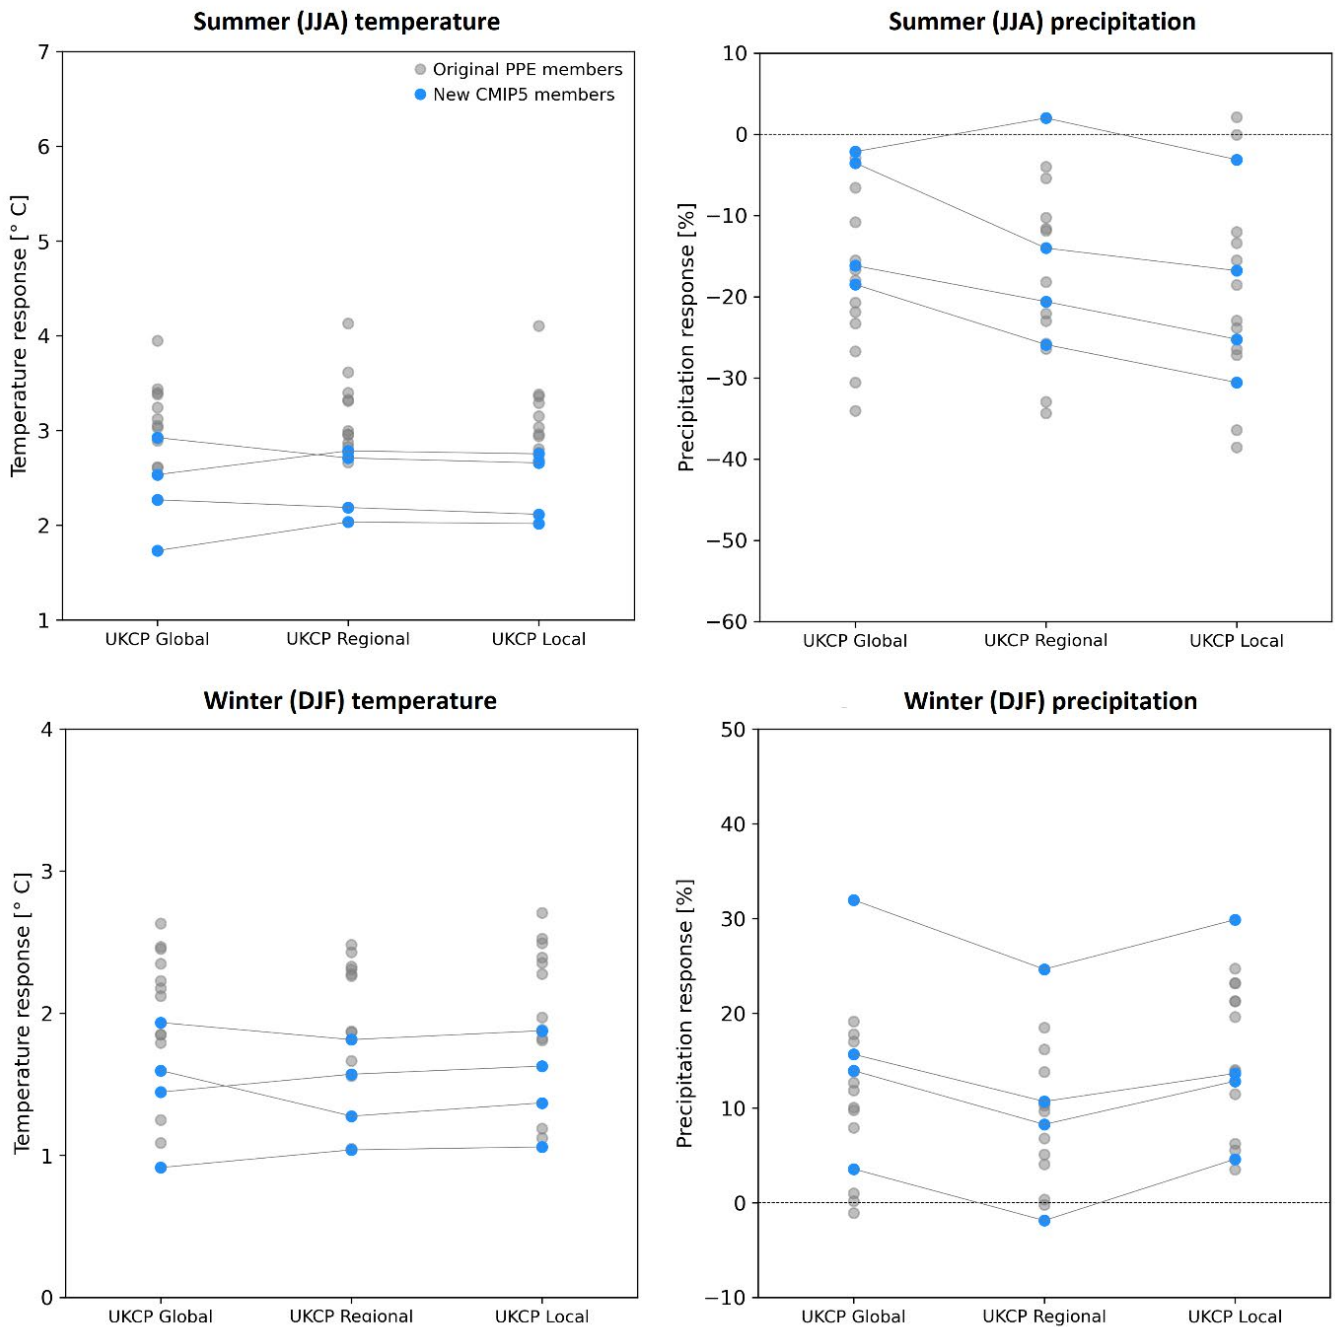 Summer (JJA) temperature
7
6
5
4
3
2
1
Temperature response [° C]
Original PPE members
New CMIP5 members
UKCP Global
UKCP Regional
UKCP Local
Summer (JJA) precipitation
10
0
−10
−20
−30
−40
−50
−60
Precipitation response [%]
UKCP Global
UKCP Regional
UKCP Local
Winter (DJF) temperature
4
3
2
1
0
Temperature response [° C]
UKCP Global
UKCP Regional
UKCP Local
Winter (DJF) precipitation
50
40
30
20
10
0
−10
Precipitation response [%]
UKCP Global
UKCP Regional
UKCP Local